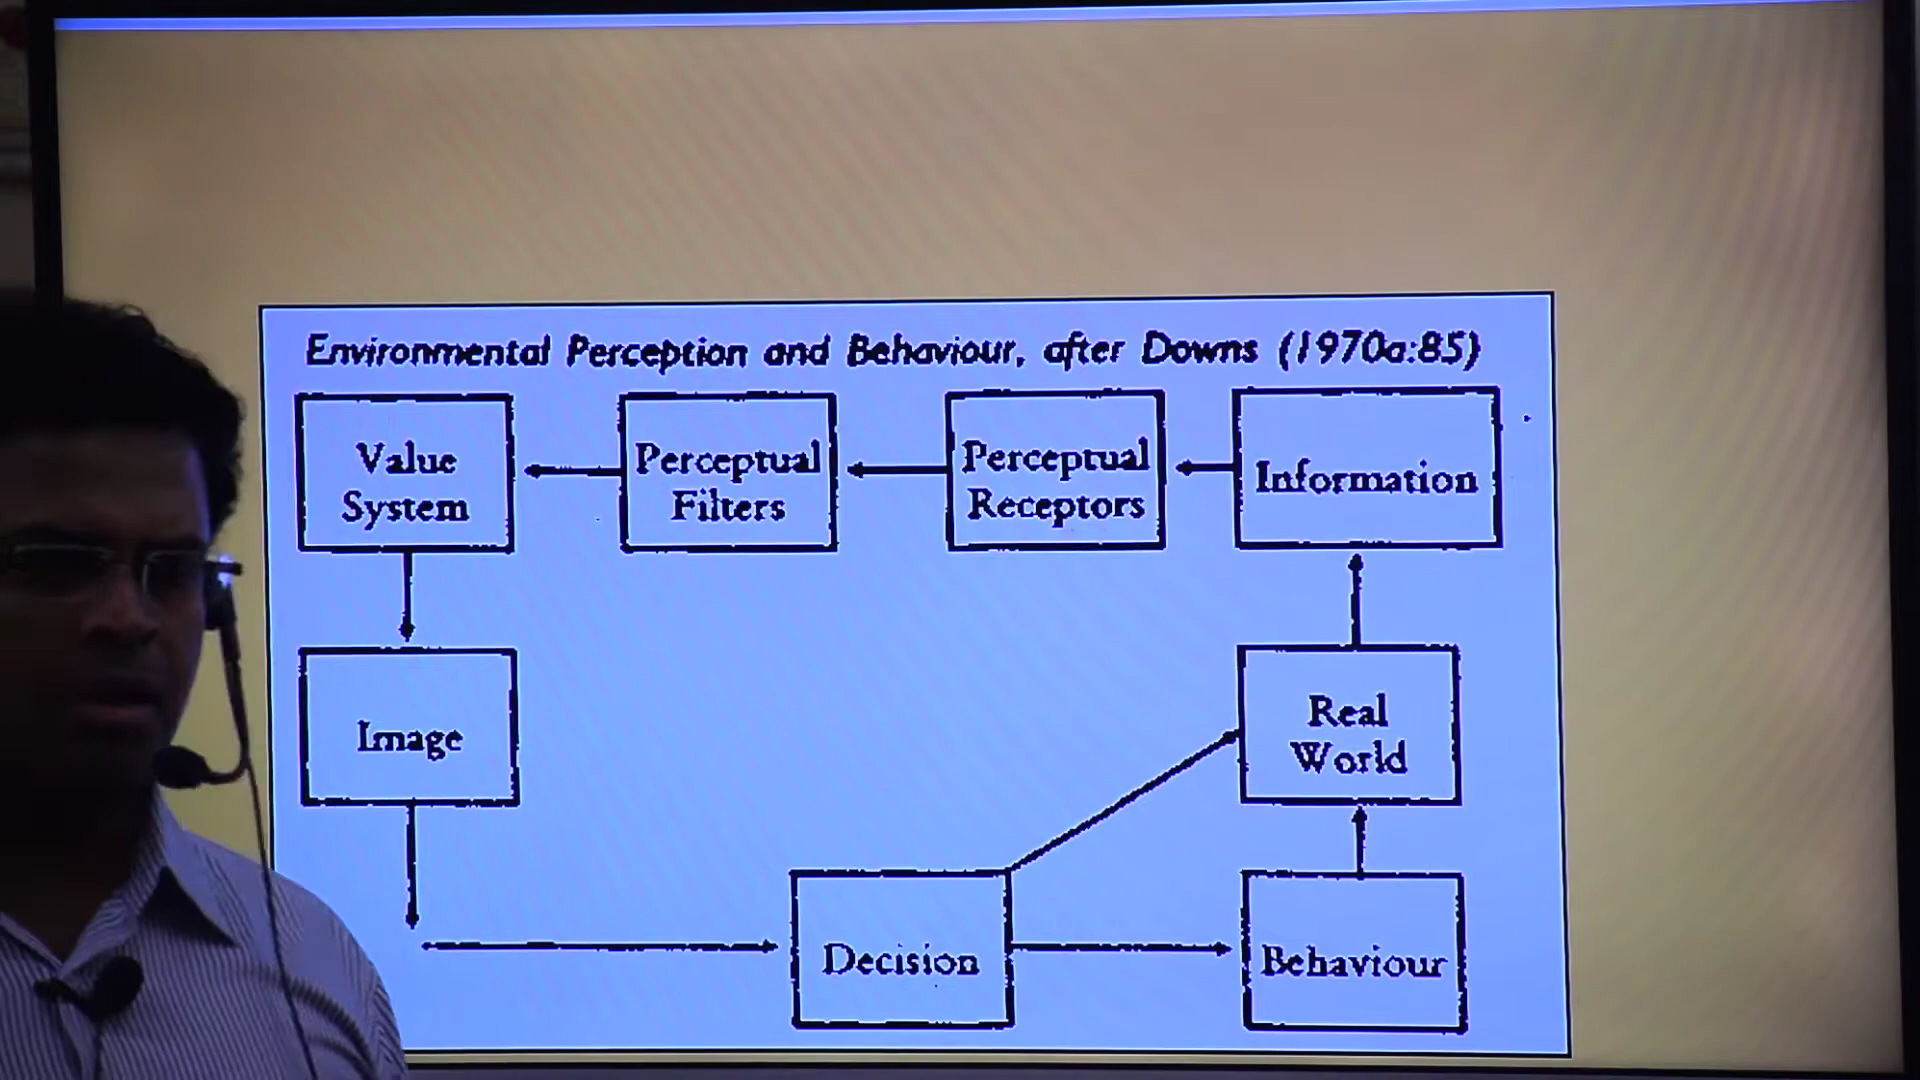 Environmental Perception and Behaviour, after Downs (1970a:85)
Value
System
Perceptual
Filters
Perceptual
Receptors
Information
Image
Real
World
Decision
Behaviour